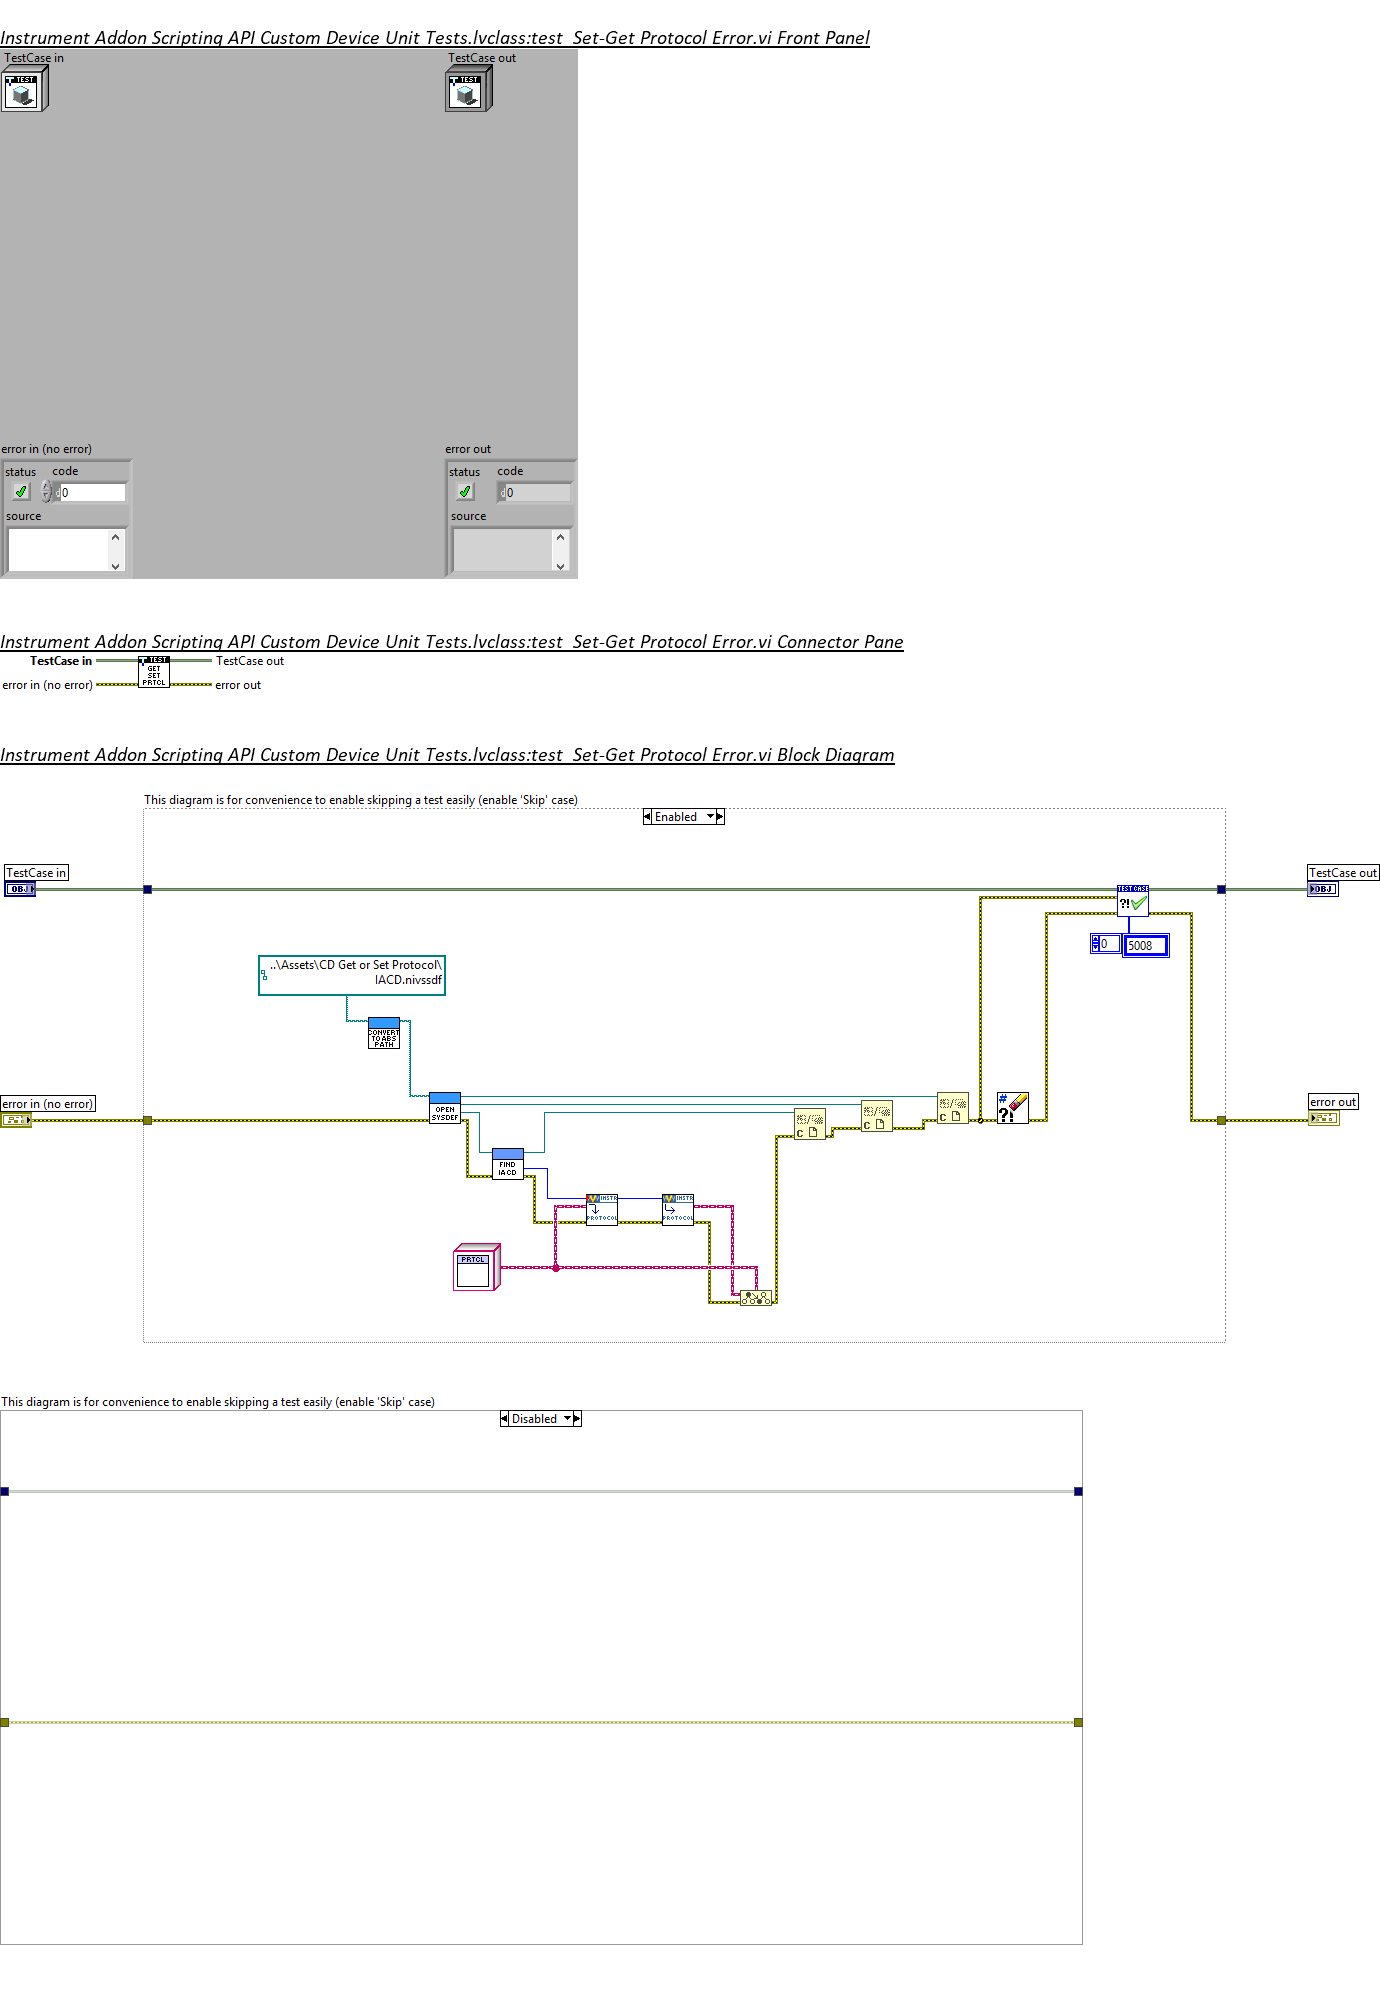 Instrument Addon Scripting API Custom Device Unit Tests.lvclass:test_Set-Get Protocol Error.vi Front Panel
TestCase in
TestCase out
TEST
TEST
error in (no error)
error out
status code
status code
d 0
d 0
source
source
Instrument Addon Scripting API Custom Device Unit Tests.lvclass:test_Set-Get Protocol Error.vi Connector Pane
TestCase in
TEST
GET
SET
PRTCL
TestCase out
error in (no error)
error out
Instrument Addon Scripting API Custom Device Unit Tests.lvclass:test_Set-Get Protocol Error.vi Block Diagram
This diagram is for convenience to enable skipping a test easily (enable 'Skip' case)
Enabled
TestCase in
OBJ
TEST CASE
?!
TestCase out
OBJ
0
5008
..\Assets\CD Get or Set Protocol\
IACD.nivssdf
CONVERT
TO ABS
PATH
error in (no error)
OPEN
SYSDEF
C
C
C
#
?!
error out
FIND
IACD
INSTR
PROTOCOL
INSTR
PROTOCOL
PRTCL
This diagram is for convenience to enable skipping a test easily (enable 'Skip' case)
Disabled